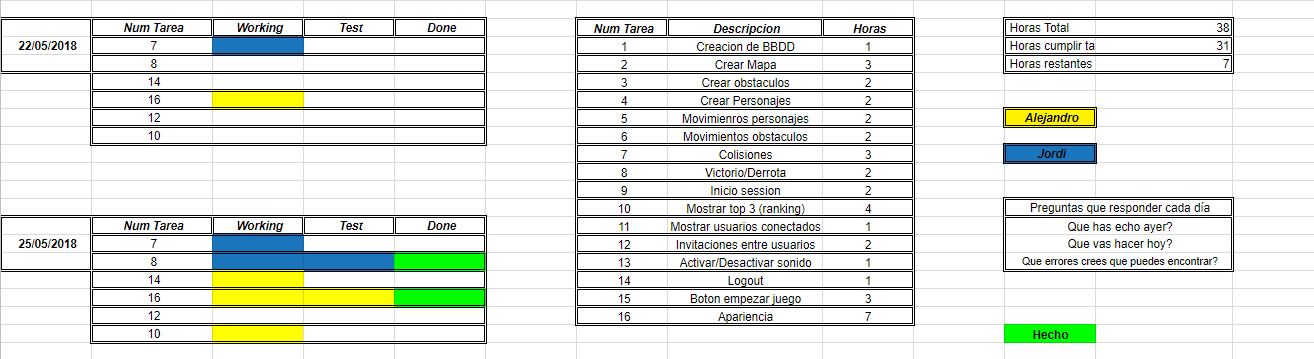 22/05/2018
Num Tarea Working Test Done
7
8
14
16
12
10
25/05/2018
Num Tarea Working Test Done
7
8
14
16
12
10
Num Tarea Descripcion Horas
1 Creacion de BBDD 1
2 Crear Mapa 3
3 Crear obstaculos 2
4 Crear Personajes 2
5 Movimienros personajes 2
6 Movimientos obstaculos 2
7 Colisiones 3
8 Victorio/Derrota 2
9 Inicio session 2
10 Mostrar top 3 (ranking) 4
11 Mostrar usuarios conectados 1
12 Invitaciones entre usuarios 2
13 Activar/Desactivar sonido 1
14 Logout 1
15 Boton empezar juego 3
16 Apariencia 7
Horas Total 38
Horas cumplir ta 31
Horas restantes 7
Alejandro
Jordi
Preguntas que responder cada día
Que has echo ayer?
Que vas hacer hoy?
Que errores crees que puedes encontrar?
Hecho